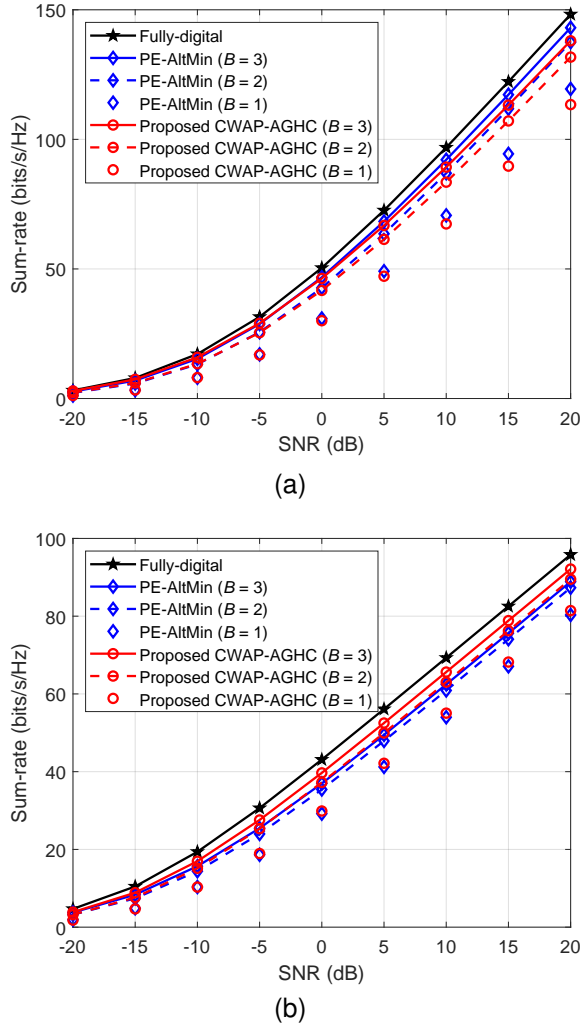 150
100
50
0
Sum-rate (bits/s/Hz)
Fully-digital
PE-AltMin (B = 3)
PE-AltMin (B = 2)
PE-AltMin (B = 1)
Proposed CWAP-AGHC (B = 3)
Proposed CWAP-AGHC (B = 2)
Proposed CWAP-AGHC (B = 1)
-20 -15 -10 -5 0 5 10 15 20
SNR (dB)
(a)
100
80
60
40
20
0
Sum-rate (bits/s/Hz)
Fully-digital
PE-AltMin (B = 3)
PE-AltMin (B = 2)
PE-AltMin (B = 1)
Proposed CWAP-AGHC (B = 3)
Proposed CWAP-AGHC (B = 2)
Proposed CWAP-AGHC (B = 1)
-20 -15 -10 -5 0 5 10 15 20
SNR (dB)
(b)